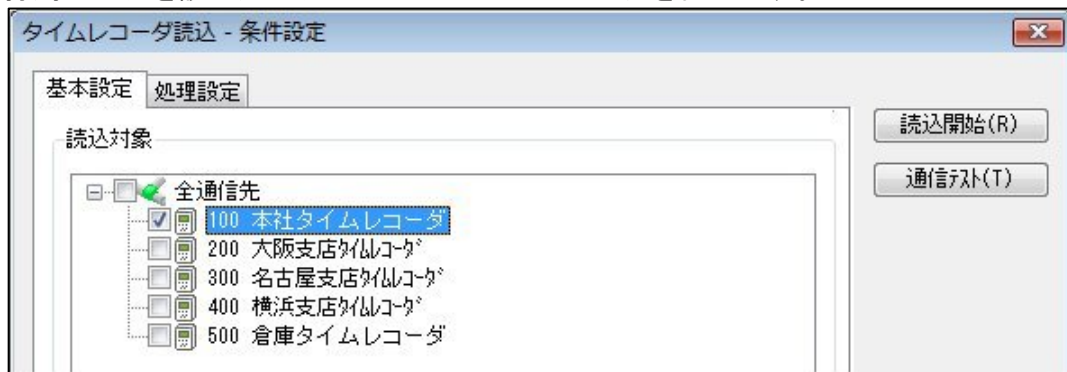 タイムレコーダ読込 - 条件設定
基本設定 処理設定
読込対象
読込開始(R)
通信ﾃｽﾄ(T)
全通信先
100 本社タイムレコーダ
200 大阪支店ﾀｲﾑﾚｺｰﾀﾞ
300 名古屋支店ﾀｲﾑﾚｺｰﾀﾞ
400 横浜支店ﾀｲﾑﾚｺｰﾀﾞ
500 倉庫タイムレコーダ